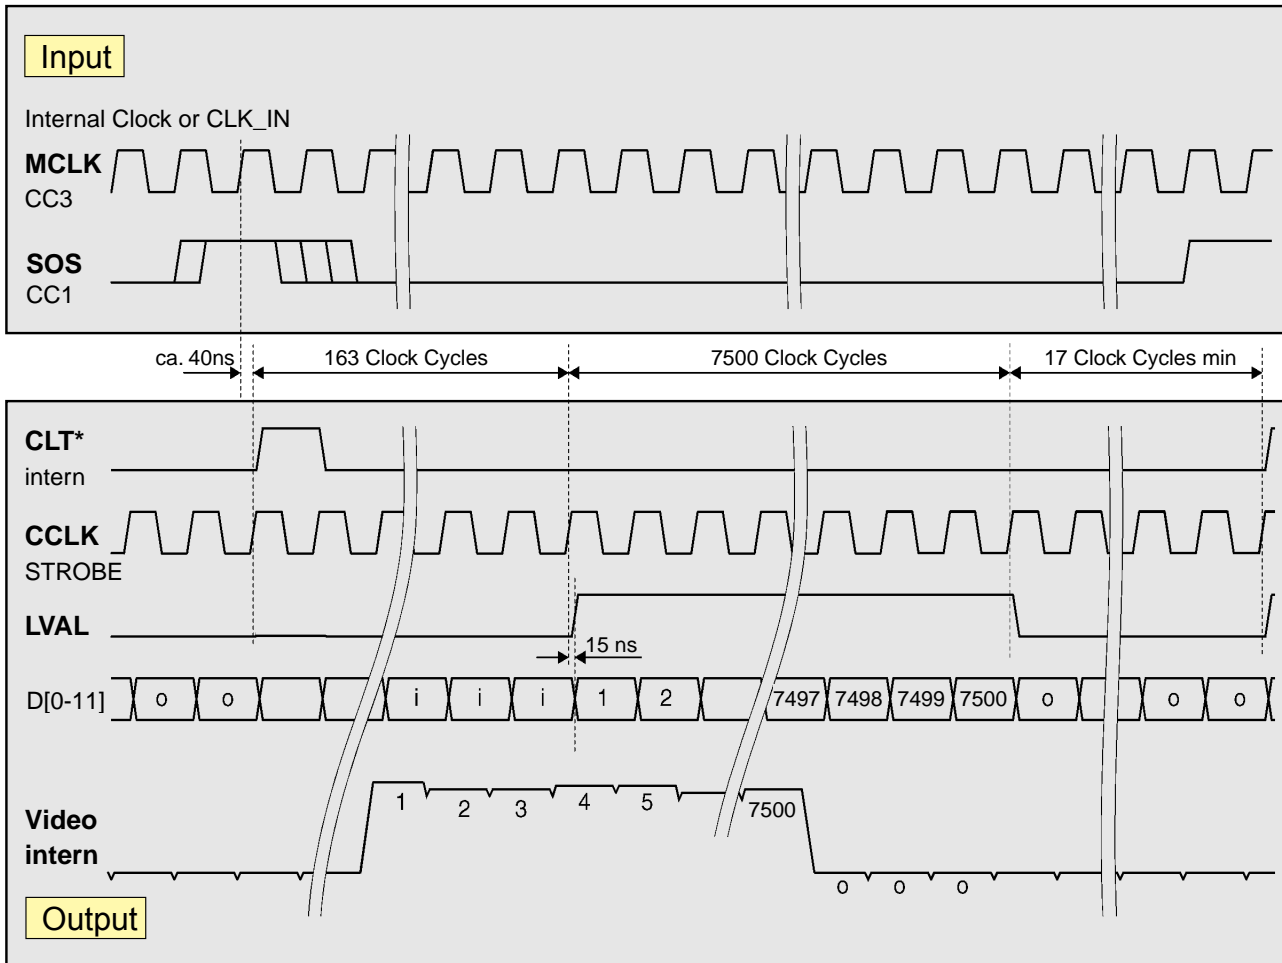 Input
Internal Clock or CLK_IN
MCLK
CC3
SOS
CC1
ca. 40ns 163 Clock Cycles 7500 Clock Cycles 17 Clock Cycles min
CLT*
intern
CCLK
STROBE
LVAL
15 ns
D[0-11] o o i i i 1 2 7497 7498 7499 7500 o o o
1 2 3 4 5 7500
Video
intern
o o o
Output